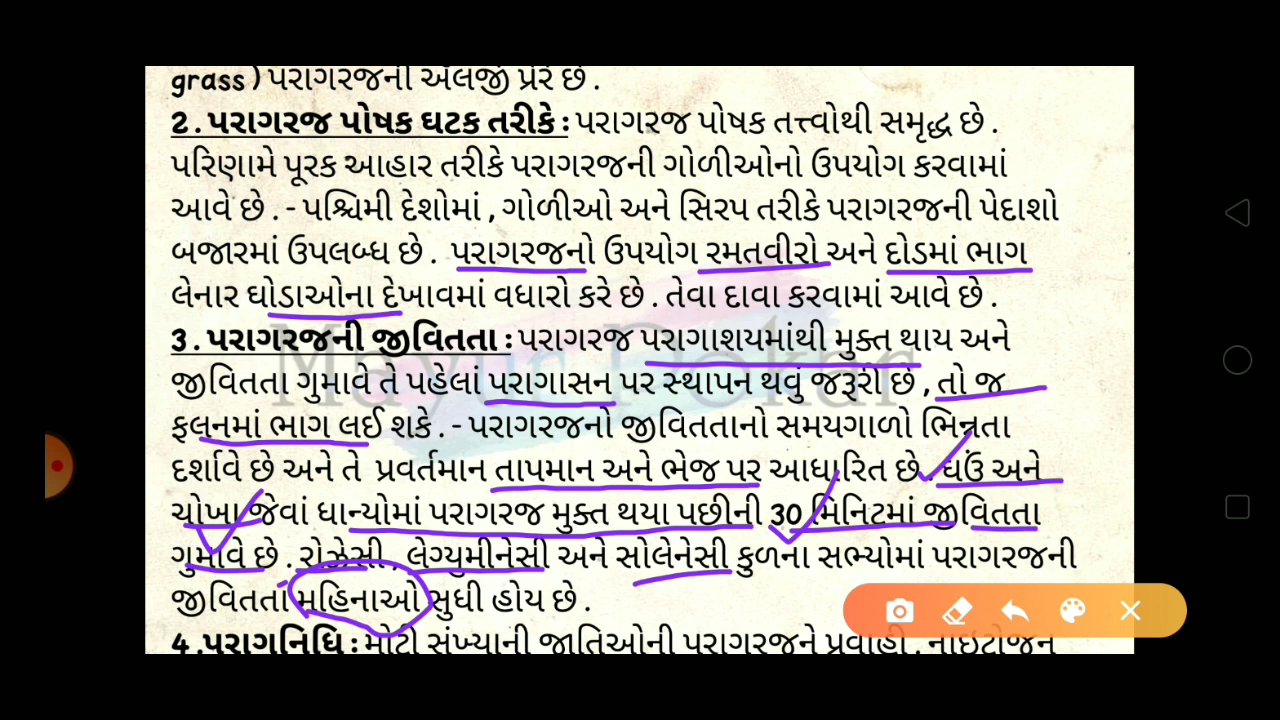 grass ) પરાગરજની એલર્જી પ્રેરે છે .
2 . પરાગરજ પોષક ઘટક તરીકે : પરાગરજ પોષક તત્ત્વોથી સમૃદ્ધ છે .
પરિણામે પૂરક આહાર તરીકે પરાગરજની ગોળીઓનો ઉપયોગ કરવામાં
આવે છે . - પશ્ચિમી દેશોમાં , ગોળીઓ અને સિરપ તરીકે પરાગરજની પેદાશો
બજારમાં ઉપલબ્ધ છે . પરાગરજનો ઉપયોગ રમતવીરો અને દોડમાં ભાગ
લેનાર ઘોડાઓના દેખાવમાં વધારો કરે છે . તેવા દાવા કરવામાં આવે છે .
3 . પરાગરજની જીવિતતા : પરાગરજ પરાગાશયમાંથી મુક્ત થાય અને
જીવિતતા ગુમાવે તે પહેલાં પરાગાસન પર સ્થાપન થવું જરૂરી છે , તો જ
ફલનમાં ભાગ લઈ શકે . - પરાગરજનો જીવિતતાનો સમયગાળો ભિન્નતા
દર્શાવે છે અને તે પ્રવર્તમાન તાપમાન અને ભેજ પર આધારિત છે . ઘઉં અને
ચોખા જેવાં ધાન્યોમાં પરાગરજ મુક્ત થયા પછીની 30 મિનિટમાં જીવિતતા
ગુમાવે છે . રોઝેસી , લેગ્યુમીનેસી અને સોલેનેસી કુળના સભ્યોમાં પરાગરજની
જીવિતતા મહિનાઓ સુધી હોય છે .
4 .પરાગનિધિ : મોટી સંખ્યાની જાતિઓની પરાગરજને પ્રવાહી . નાઇટ્રોજન
Mayur Pokar